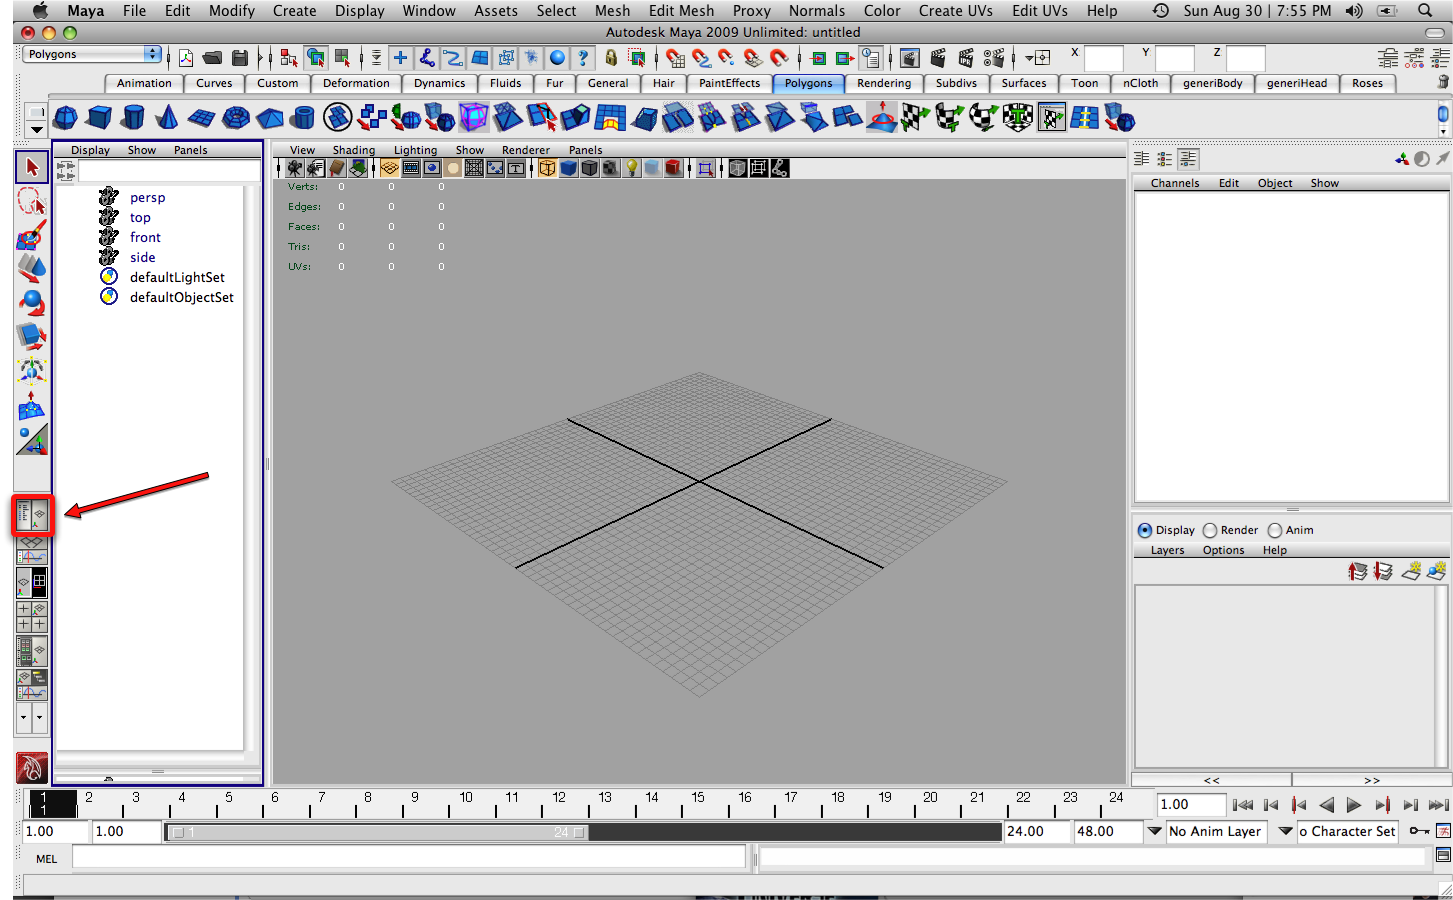 Maya File Edit Modify Create Display Window Assets Select Mesh Edit Mesh Proxy Normals Color Create UVs Edit UVs Help Sun Aug 30 | 7:55 PM
Autodesk Maya 2009 Unlimited: untitled
Polygons X Y Z
Animation Curves Custom Deformation Dynamics Fluids Fur General Hair PaintEffects Polygons Rendering Subdivs Surfaces Toon nCloth generiBody generiHead Roses
Display Show Panels
View Shading Lighting Show Renderer Panels
Channels Edit Object Show
persp
top
front
side
defaultLightSet
defaultObjectSet
Verts: 0 0 0
Edges: 0 0 0
Faces: 0 0 0
Tris: 0 0 0
UVs: 0 0 0
Display Render Anim
Layers Options Help
<< >>
1 2 3 4 5 6 7 8 9 10 11 12 13 14 15 16 17 18 19 20 21 22 23 24
1
1.00
1.00 1.00 1 24 24.00 48.00 No Anim Layer o Character Set
MEL